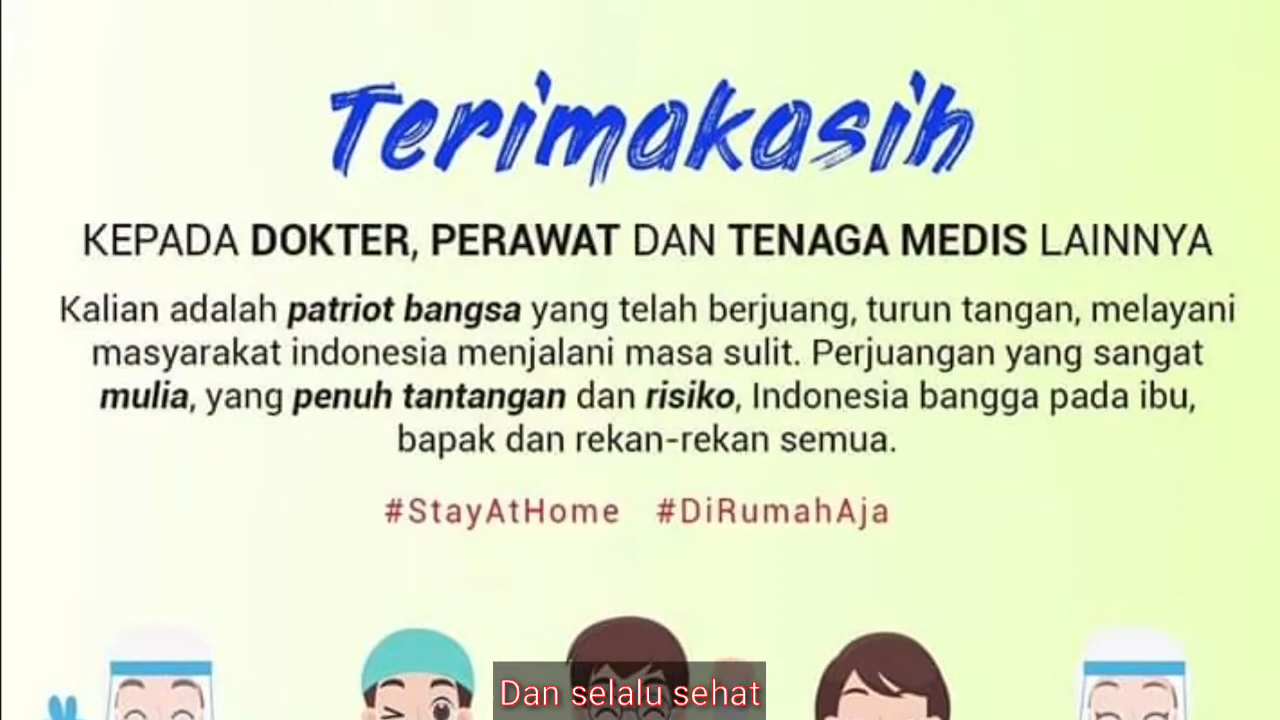 Terimakasih
KEPADA DOKTER, PERAWAT DAN TENAGA MEDIS LAINNYA
Kalian adalah patriot bangsa yang telah berjuang, turun tangan, melayani
masyarakat indonesia menjalani masa sulit. Perjuangan yang sangat
mulia, yang penuh tantangan dan risiko, Indonesia bangga pada ibu,
bapak dan rekan-rekan semua.
#StayAtHome #DiRumahAja
Dan selalu sehat